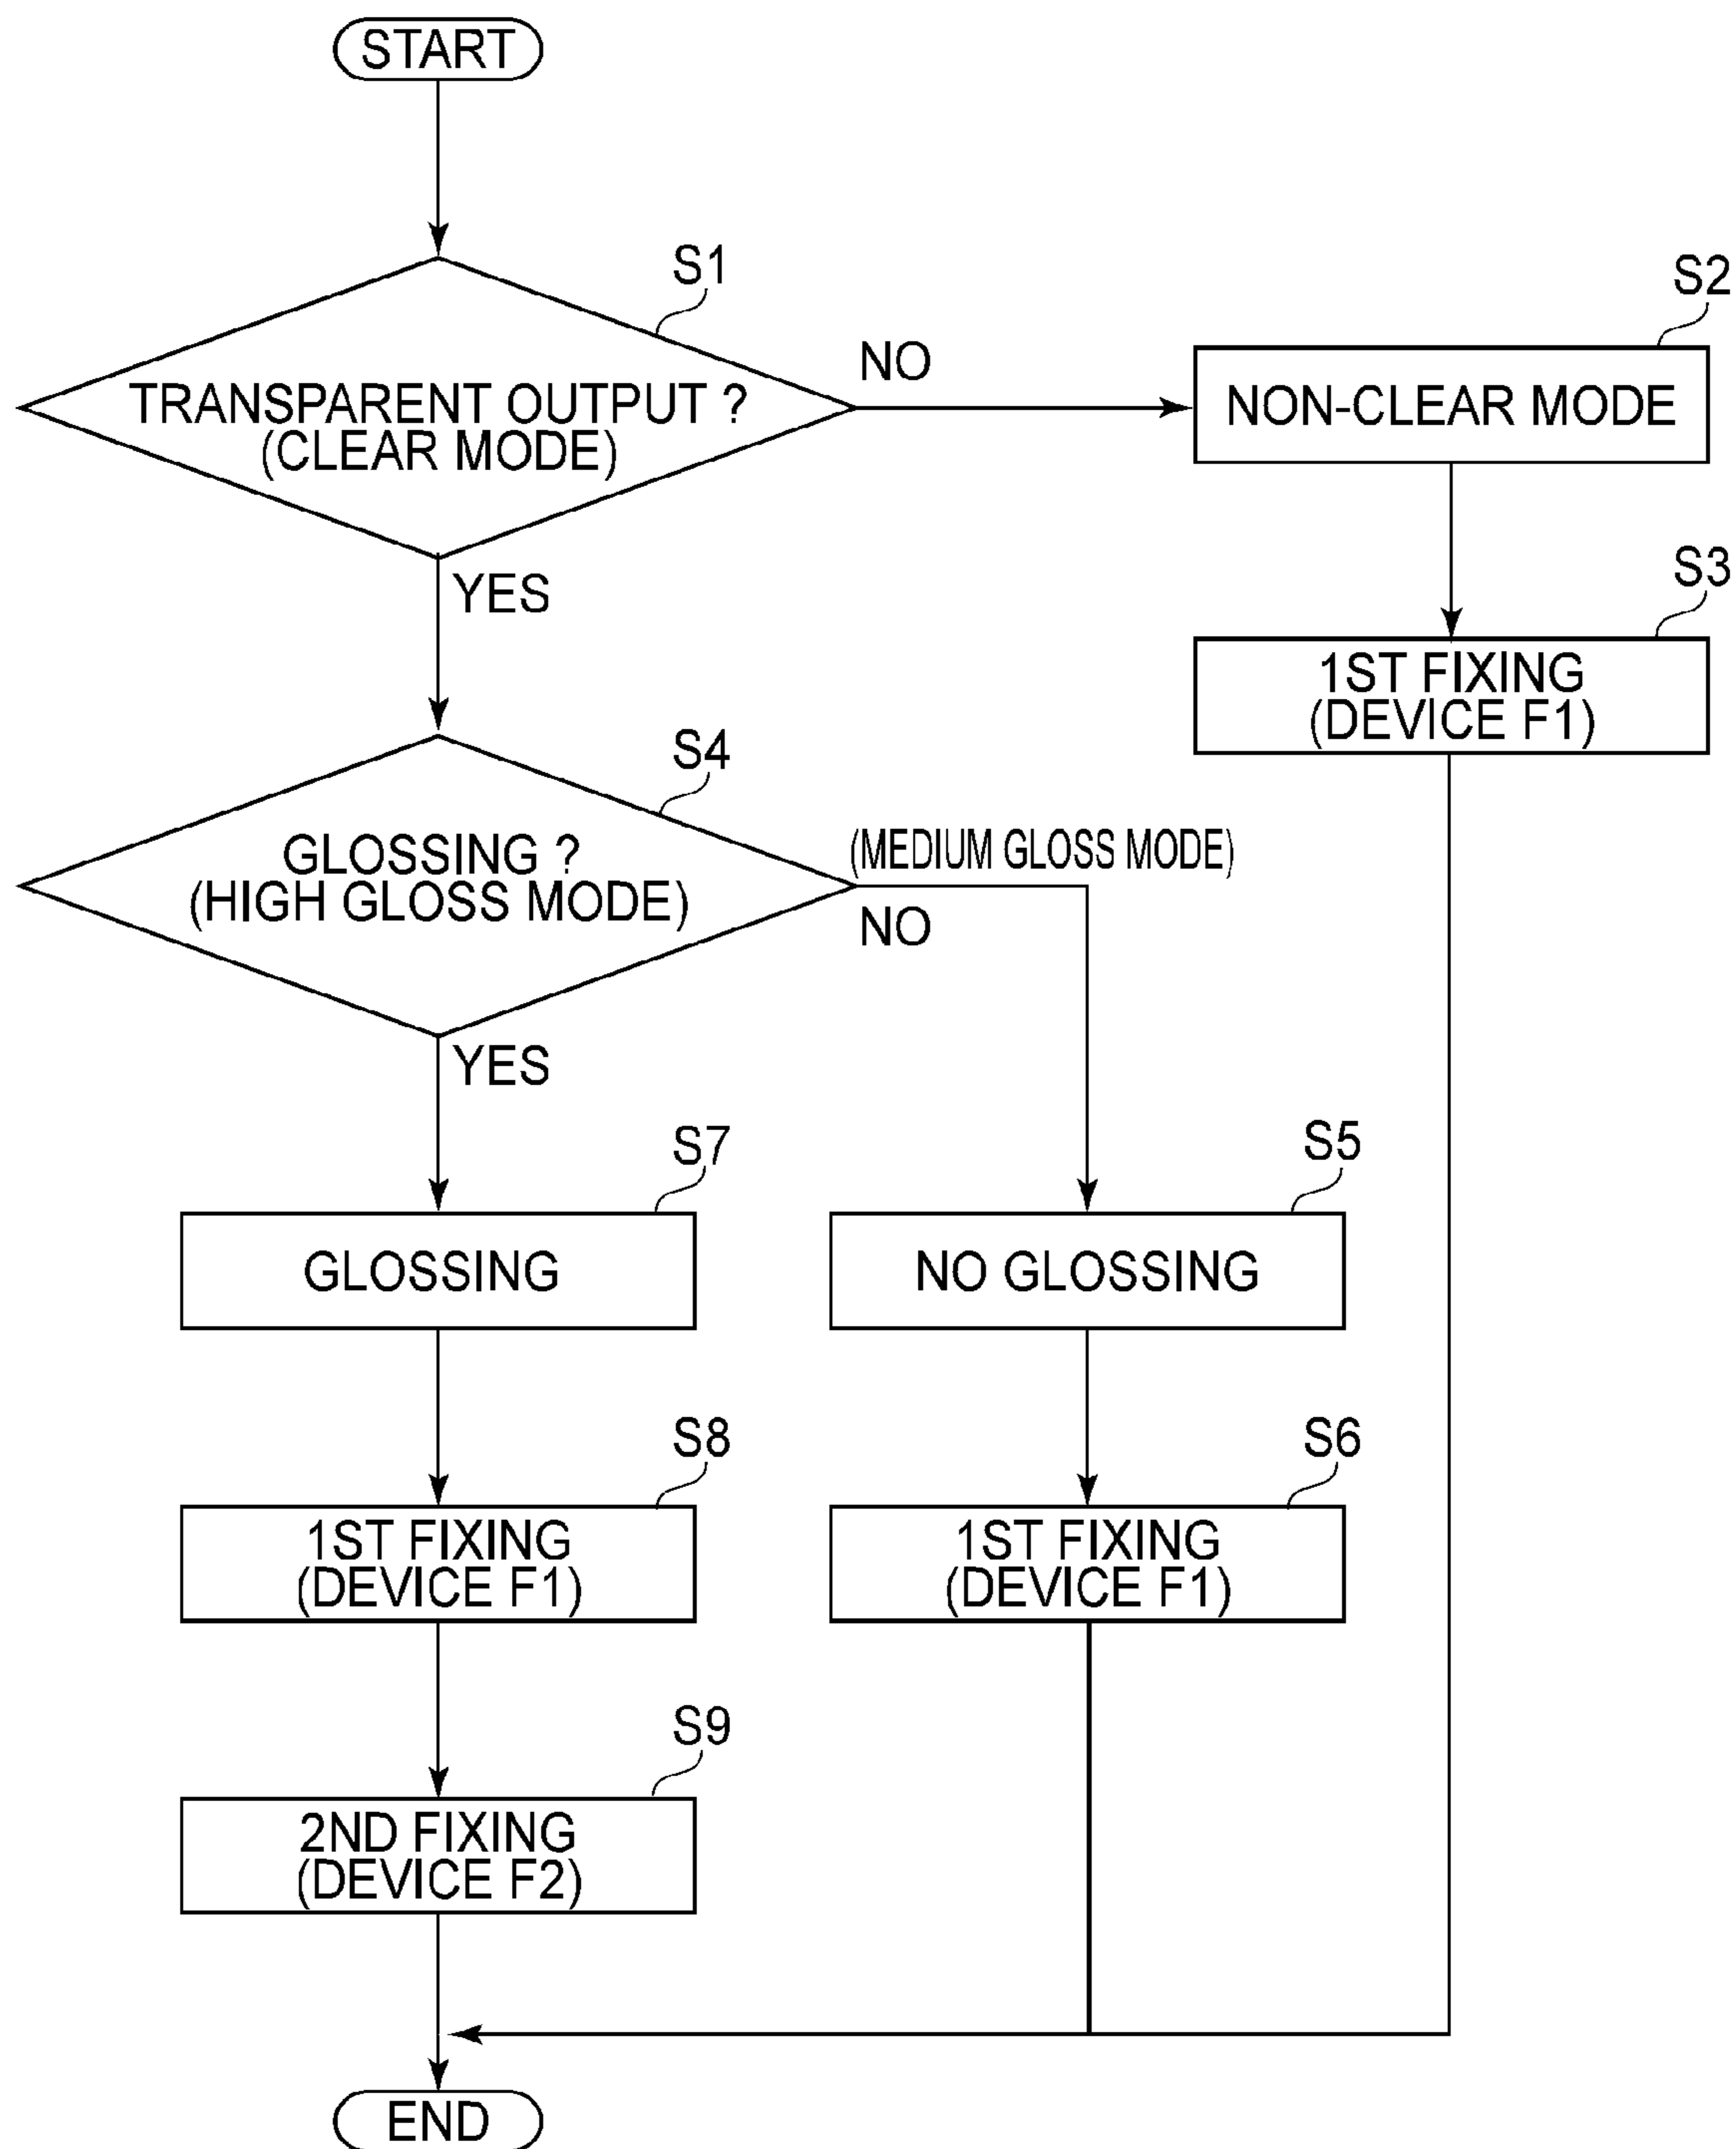 START
S1
S2
NO
TRANSPARENT OUTPUT ?
(CLEAR MODE)
NON-CLEAR MODE
YES
S3
1ST FIXING
(DEVICE F1)
S4
GLOSSING ?
(HIGH GLOSS MODE)
(MEDIUM GLOSS MODE)
NO
YES
S7
S5
GLOSSING
NO GLOSSING
S8
S6
1ST FIXING
(DEVICE F1)
1ST FIXING
(DEVICE F1)
S9
2ND FIXING
(DEVICE F2)
END